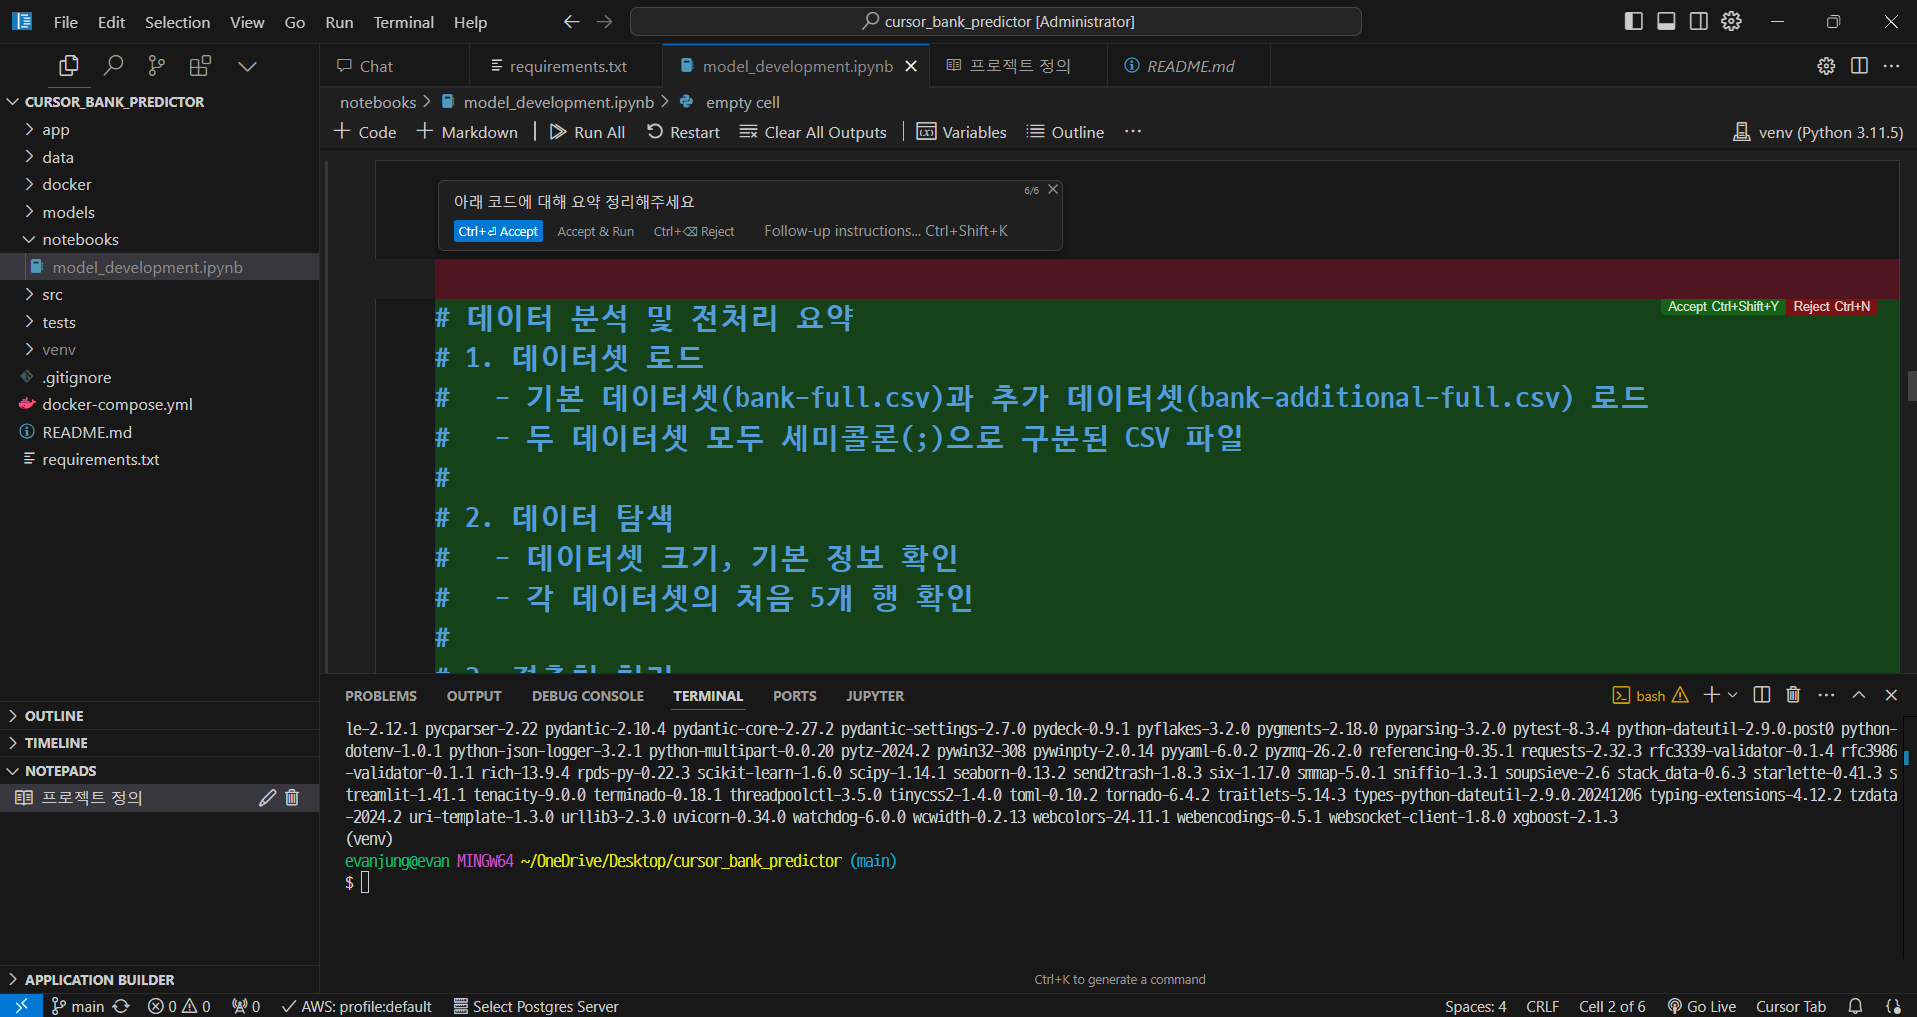 File Edit Selection View Go Run Terminal Help
cursor_bank_predictor [Administrator]
Chat
requirements.txt
model_development.ipynb
프로젝트 정의
README.md
CURSOR_BANK_PREDICTOR
app
data
docker
models
notebooks
model_development.ipynb
src
tests
venv
.gitignore
docker-compose.yml
README.md
requirements.txt
OUTLINE
TIMELINE
NOTEPADS
프로젝트 정의
APPLICATION BUILDER
notebooks > model_development.ipynb > empty cell
+ Code + Markdown | Run All Restart Clear All Outputs | Variables Outline ...
venv (Python 3.11.5)
6/6
아래 코드에 대해 요약 정리해주세요
Ctrl+⏎ Accept Accept & Run Ctrl+⌫ Reject Follow-up instructions... Ctrl+Shift+K
Accept Ctrl+Shift+Y Reject Ctrl+N
# 데이터 분석 및 전처리 요약
# 1. 데이터셋 로드
#   - 기본 데이터셋(bank-full.csv)과 추가 데이터셋(bank-additional-full.csv) 로드
#   - 두 데이터셋 모두 세미콜론(;)으로 구분된 CSV 파일
#
# 2. 데이터 탐색
#   - 데이터셋 크기, 기본 정보 확인
#   - 각 데이터셋의 처음 5개 행 확인
#
PROBLEMS OUTPUT DEBUG CONSOLE TERMINAL PORTS JUPYTER
bash
le-2.12.1 pycparser-2.22 pydantic-2.10.4 pydantic-core-2.27.2 pydantic-settings-2.7.0 pydeck-0.9.1 pyflakes-3.2.0 pygments-2.18.0 pyparsing-3.2.0 pytest-8.3.4 python-dateutil-2.9.0.post0 python-
dotenv-1.0.1 python-json-logger-3.2.1 python-multipart-0.0.20 pytz-2024.2 pywin32-308 pywinpty-2.0.14 pyyaml-6.0.2 pyzmq-26.2.0 referencing-0.35.1 requests-2.32.3 rfc3339-validator-0.1.4 rfc3986
-validator-0.1.1 rich-13.9.4 rpds-py-0.22.3 scikit-learn-1.6.0 scipy-1.14.1 seaborn-0.13.2 send2trash-1.8.3 six-1.17.0 smmap-5.0.1 sniffio-1.3.1 soupsieve-2.6 stack_data-0.6.3 starlette-0.41.3 s
treamlit-1.41.1 tenacity-9.0.0 terminado-0.18.1 threadpoolctl-3.5.0 tinycss2-1.4.0 toml-0.10.2 tornado-6.4.2 traitlets-5.14.3 types-python-dateutil-2.9.0.20241206 typing-extensions-4.12.2 tzdata
-2024.2 uri-template-1.3.0 urllib3-2.3.0 uvicorn-0.34.0 watchdog-6.0.0 wcwidth-0.2.13 webcolors-24.11.1 webencodings-0.5.1 websocket-client-1.8.0 xgboost-2.1.3
(venv)
evanjung@evan MINGW64 ~/OneDrive/Desktop/cursor_bank_predictor (main)
$
Ctrl+K to generate a command
main 0 0 0 AWS: profile:default Select Postgres Server
Spaces: 4 CRLF Cell 2 of 6 Go Live Cursor Tab